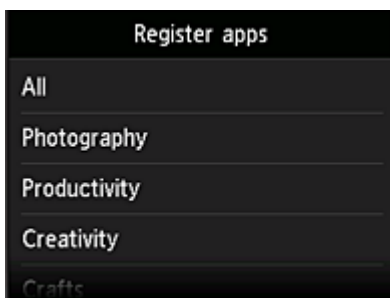 Register apps
All
Photography
Productivity
Creativity
Crafts